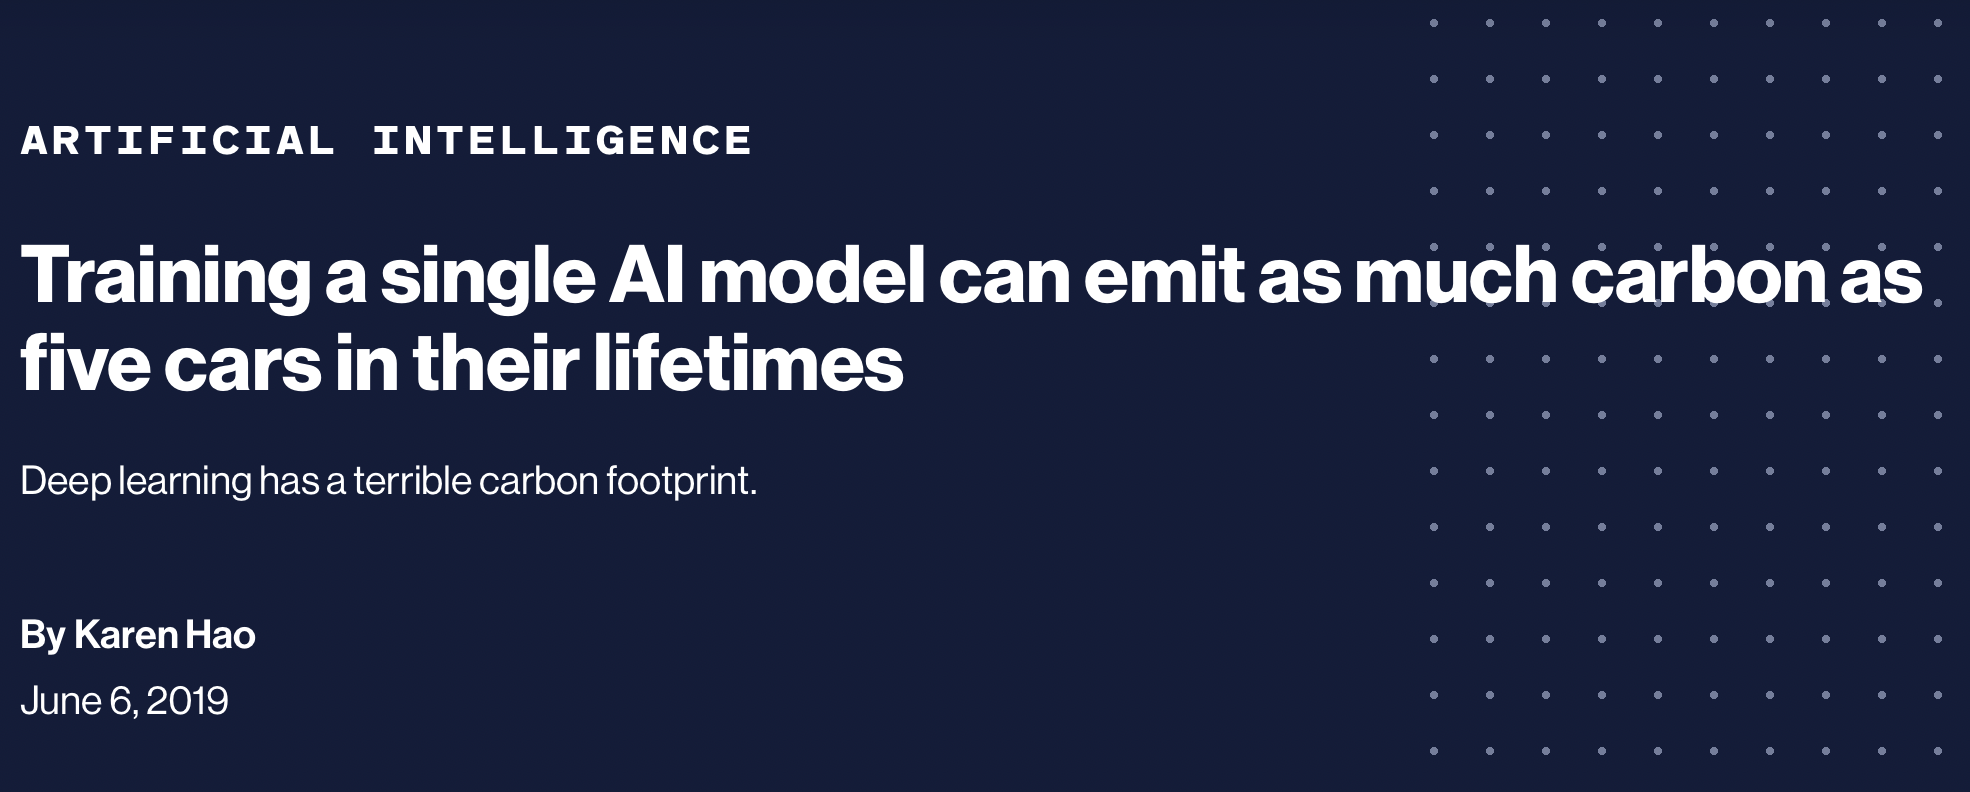 ARTIFICIAL INTELLIGENCE
Training a single AI model can emit as much carbon as
five cars in their lifetimes
Deep learning has a terrible carbon footprint.
By Karen Hao
June 6, 2019